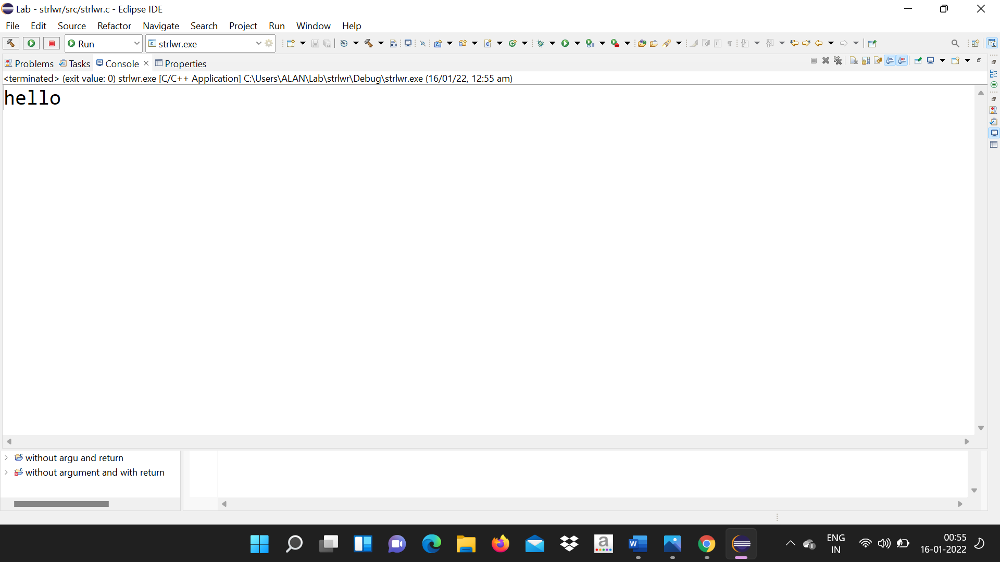 Lab - strlwr/src/strlwr.c - Eclipse IDE
File Edit Source Refactor Navigate Search Project Run Window Help
Run strlwr.exe
Problems Tasks Console Properties
<terminated> (exit value: 0) strlwr.exe [C/C++ Application] C:\Users\ALAN\Lab\strlwr\Debug\strlwr.exe (16/01/22, 12:55 am)
hello
without argu and return
without argument and with return
ENG
IN
00:55
16-01-2022